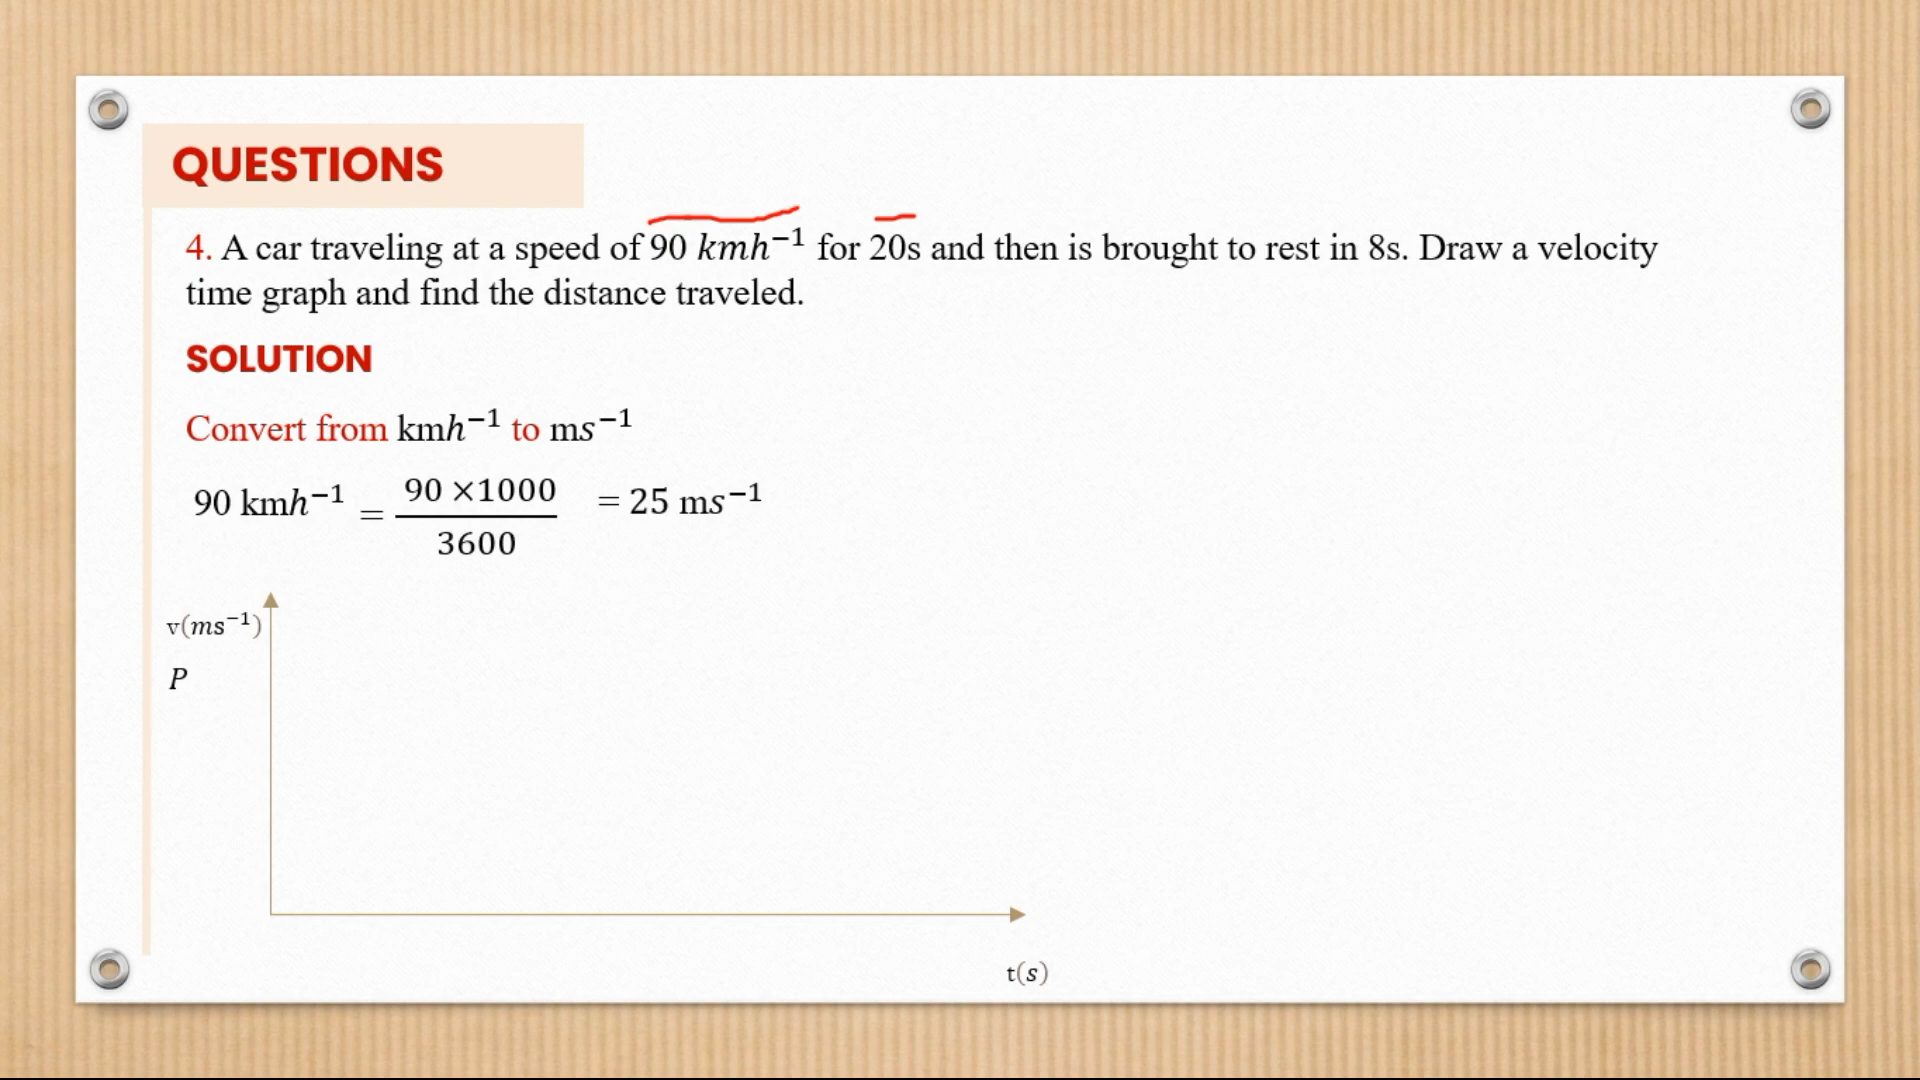 QUESTIONS
4. A car traveling at a speed of 90 kmh⁻¹ for 20s and then is brought to rest in 8s. Draw a velocity
time graph and find the distance traveled.
SOLUTION
Convert from kmh⁻¹ to ms⁻¹
90 kmh⁻¹ = 90 ×1000 / 3600 = 25 ms⁻¹
v(ms⁻¹)
P
t(s)